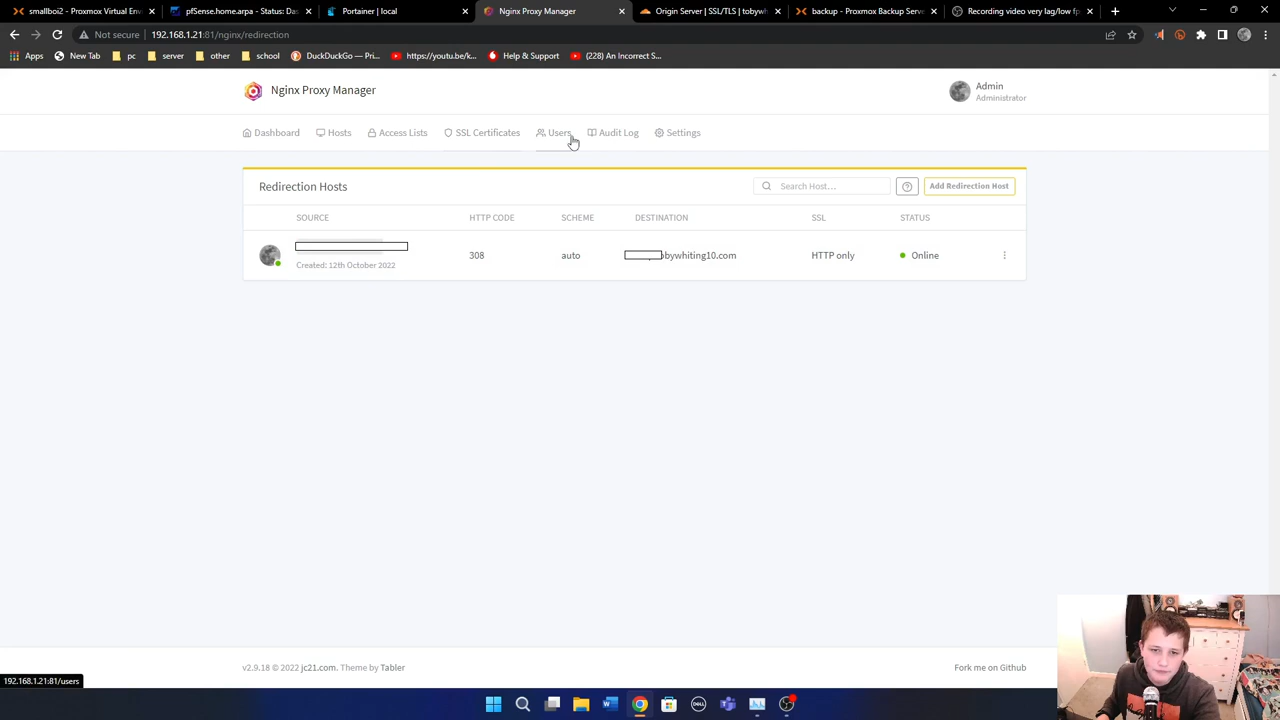 smallboi2 - Proxmox Virtual Env
pfSense.home.arpa - Status: Das
Portainer | local
Nginx Proxy Manager
Origin Server | SSL/TLS | tobywh
backup - Proxmox Backup Serve
Recording video very lag/low fp
Not secure
192.168.1.21:81/nginx/redirection
Apps
New Tab
pc
server
other
school
DuckDuckGo — Pri...
https://youtu.be/k...
Help & Support
(228) An Incorrect S...
Nginx Proxy Manager
Admin
Administrator
Dashboard
Hosts
Access Lists
SSL Certificates
Users
Audit Log
Settings
Redirection Hosts
Search Host...
Add Redirection Host
SOURCE
HTTP CODE
SCHEME
DESTINATION
SSL
STATUS
Created: 12th October 2022
308
auto
obywhiting10.com
HTTP only
Online
v2.9.18 © 2022 jc21.com. Theme by Tabler
Fork me on Github
192.168.1.21:81/users